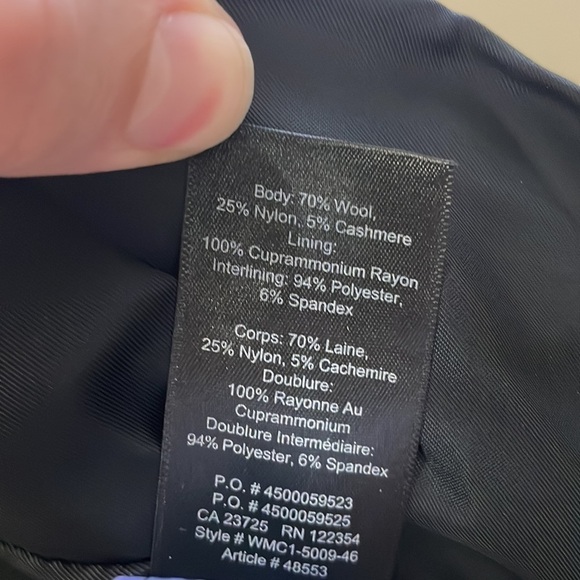 Body: 70% Wool,
25% Nylon, 5% Cashmere
Lining:
100% Cuprammonium Rayon
Interlining: 94% Polyester,
6% Spandex
Corps: 70% Laine,
25% Nylon, 5% Cachemire
Doublure:
100% Rayonne Au
Cuprammonium
Doublure Intermédiaire:
94% Polyester, 6% Spandex
P.O. # 4500059523
P.O. # 4500059525
CA 23725 RN 122354
Style # WMC1-5009-46
Article # 48553